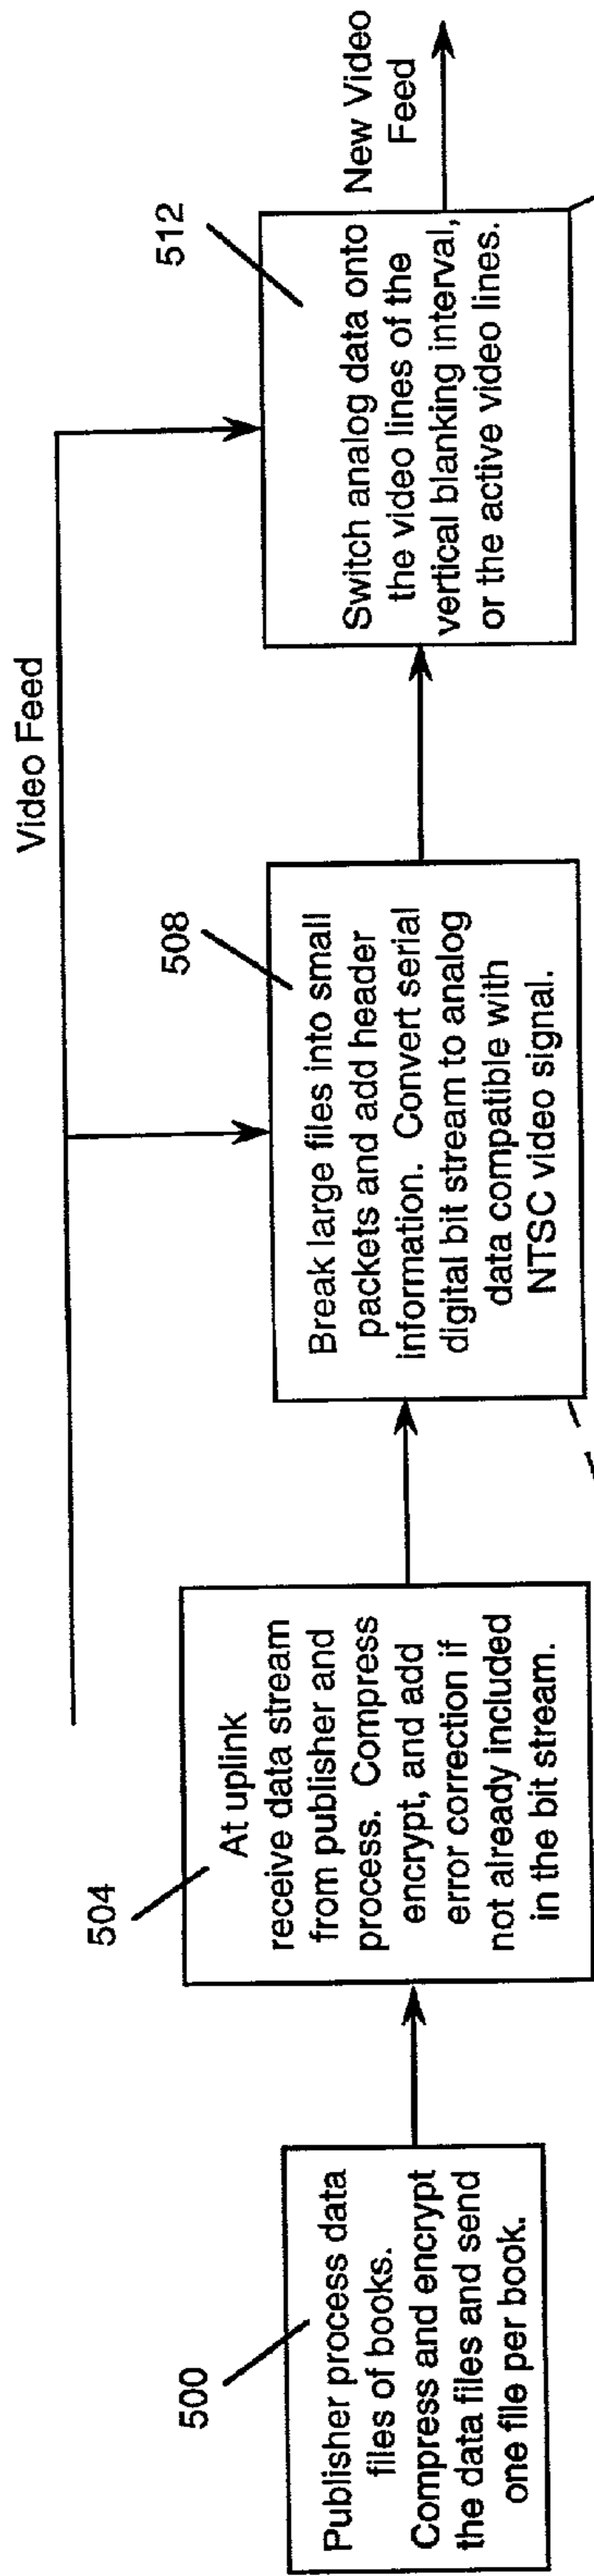 500
Publisher process data
files of books.
Compress and encrypt
the data files and send
one file per book.
504
At uplink
receive data stream
from publisher and
process. Compress
encrypt, and add
error correction if
not already included
in the bit stream.
Video Feed
508
Break large files into small
packets and add header
information. Convert serial
digital bit stream to analog
data compatible with
NTSC video signal.
512
Switch analog data onto
the video lines of the
vertical blanking interval,
or the active video lines.
New Video
Feed